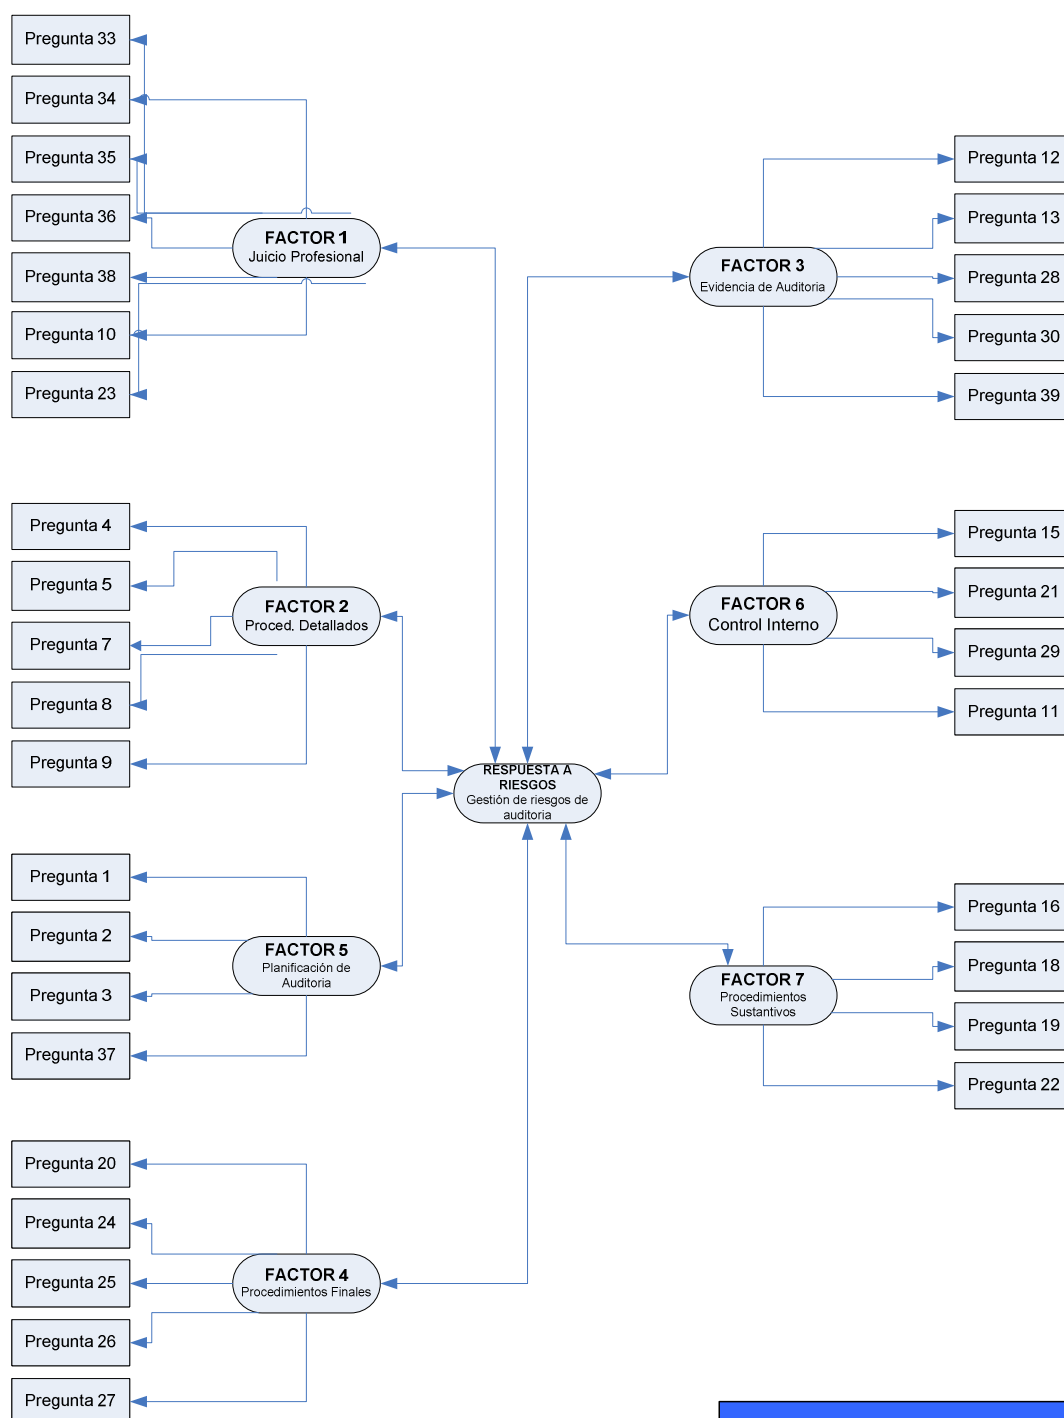 Pregunta 33
Pregunta 34
Pregunta 35
Pregunta 36
Pregunta 38
Pregunta 10
Pregunta 23
FACTOR 1
Juicio Profesional
Pregunta 4
Pregunta 5
Pregunta 7
Pregunta 8
Pregunta 9
FACTOR 2
Proced. Detallados
Pregunta 1
Pregunta 2
Pregunta 3
Pregunta 37
FACTOR 5
Planificación de
Auditoria
Pregunta 20
Pregunta 24
Pregunta 25
Pregunta 26
Pregunta 27
FACTOR 4
Procedimientos Finales
RESPUESTA A
RIESGOS
Gestión de riesgos de
auditoria
FACTOR 3
Evidencia de Auditoria
Pregunta 12
Pregunta 13
Pregunta 28
Pregunta 30
Pregunta 39
FACTOR 6
Control Interno
Pregunta 15
Pregunta 21
Pregunta 29
Pregunta 11
FACTOR 7
Procedimientos
Sustantivos
Pregunta 16
Pregunta 18
Pregunta 19
Pregunta 22